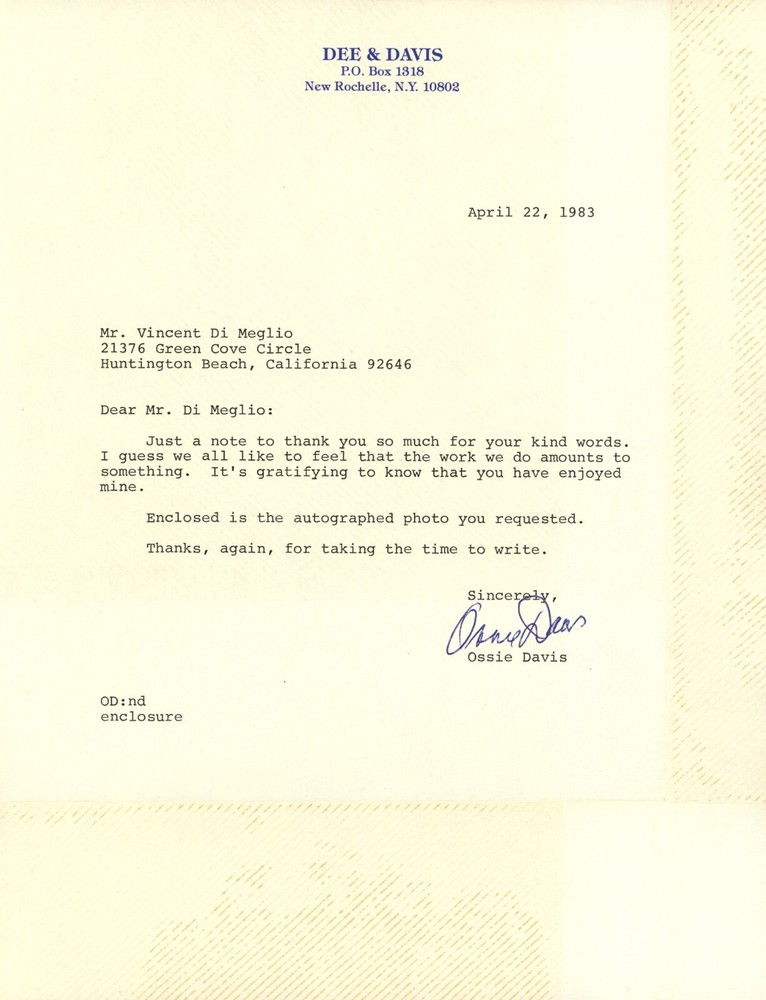 DEE & DAVIS
P.O. Box 1318
New Rochelle, N.Y. 10802
April 22, 1983
Mr. Vincent Di Meglio
21376 Green Cove Circle
Huntington Beach, California 92646
Dear Mr. Di Meglio:
Just a note to thank you so much for your kind words.
I guess we all like to feel that the work we do amounts to
something.  It's gratifying to know that you have enjoyed
mine.
Enclosed is the autographed photo you requested.
Thanks, again, for taking the time to write.
Sincerely,
Ossie Davis
Ossie Davis
OD:nd
enclosure